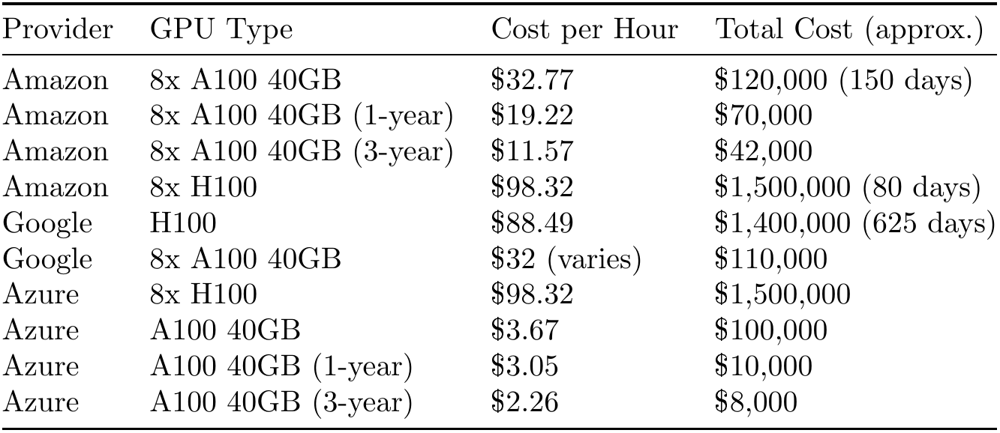 Provider GPU Type Cost per Hour Total Cost (approx.)
Amazon 8x A100 40GB $32.77 $120,000 (150 days)
Amazon 8x A100 40GB (1-year) $19.22 $70,000
Amazon 8x A100 40GB (3-year) $11.57 $42,000
Amazon 8x H100 $98.32 $1,500,000 (80 days)
Google H100 $88.49 $1,400,000 (625 days)
Google 8x A100 40GB $32 (varies) $110,000
Azure 8x H100 $98.32 $1,500,000
Azure A100 40GB $3.67 $100,000
Azure A100 40GB (1-year) $3.05 $10,000
Azure A100 40GB (3-year) $2.26 $8,000